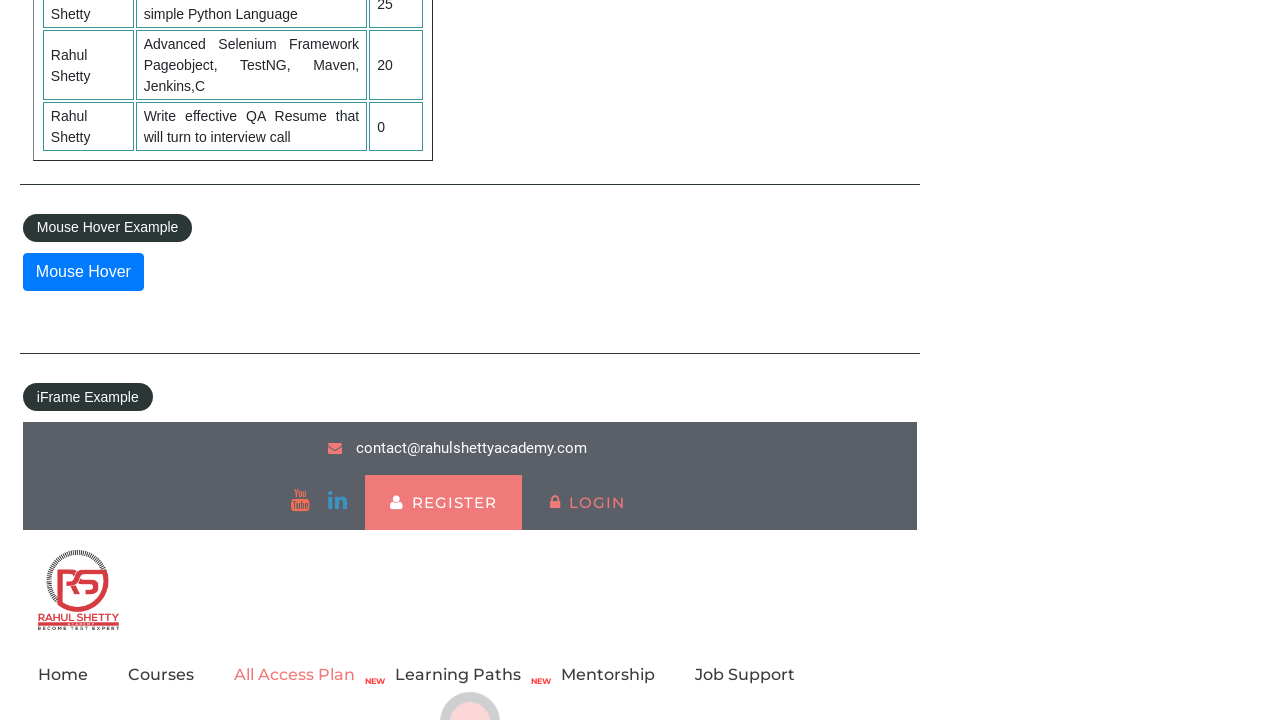 Shetty
simple Python Language
25
Rahul
Shetty
Advanced Selenium Framework
Pageobject, TestNG, Maven,
Jenkins,C
20
Rahul
Shetty
Write effective QA Resume that
will turn to interview call
0
Mouse Hover Example
Mouse Hover
iFrame Example
contact@rahulshettyacademy.com
You
Tube
in
REGISTER
LOGIN
RS
RAHUL SHETTY
ACADEMY
BECOME TEST EXPERT
Home
Courses
All Access Plan
NEW
Learning Paths
NEW
Mentorship
Job Support